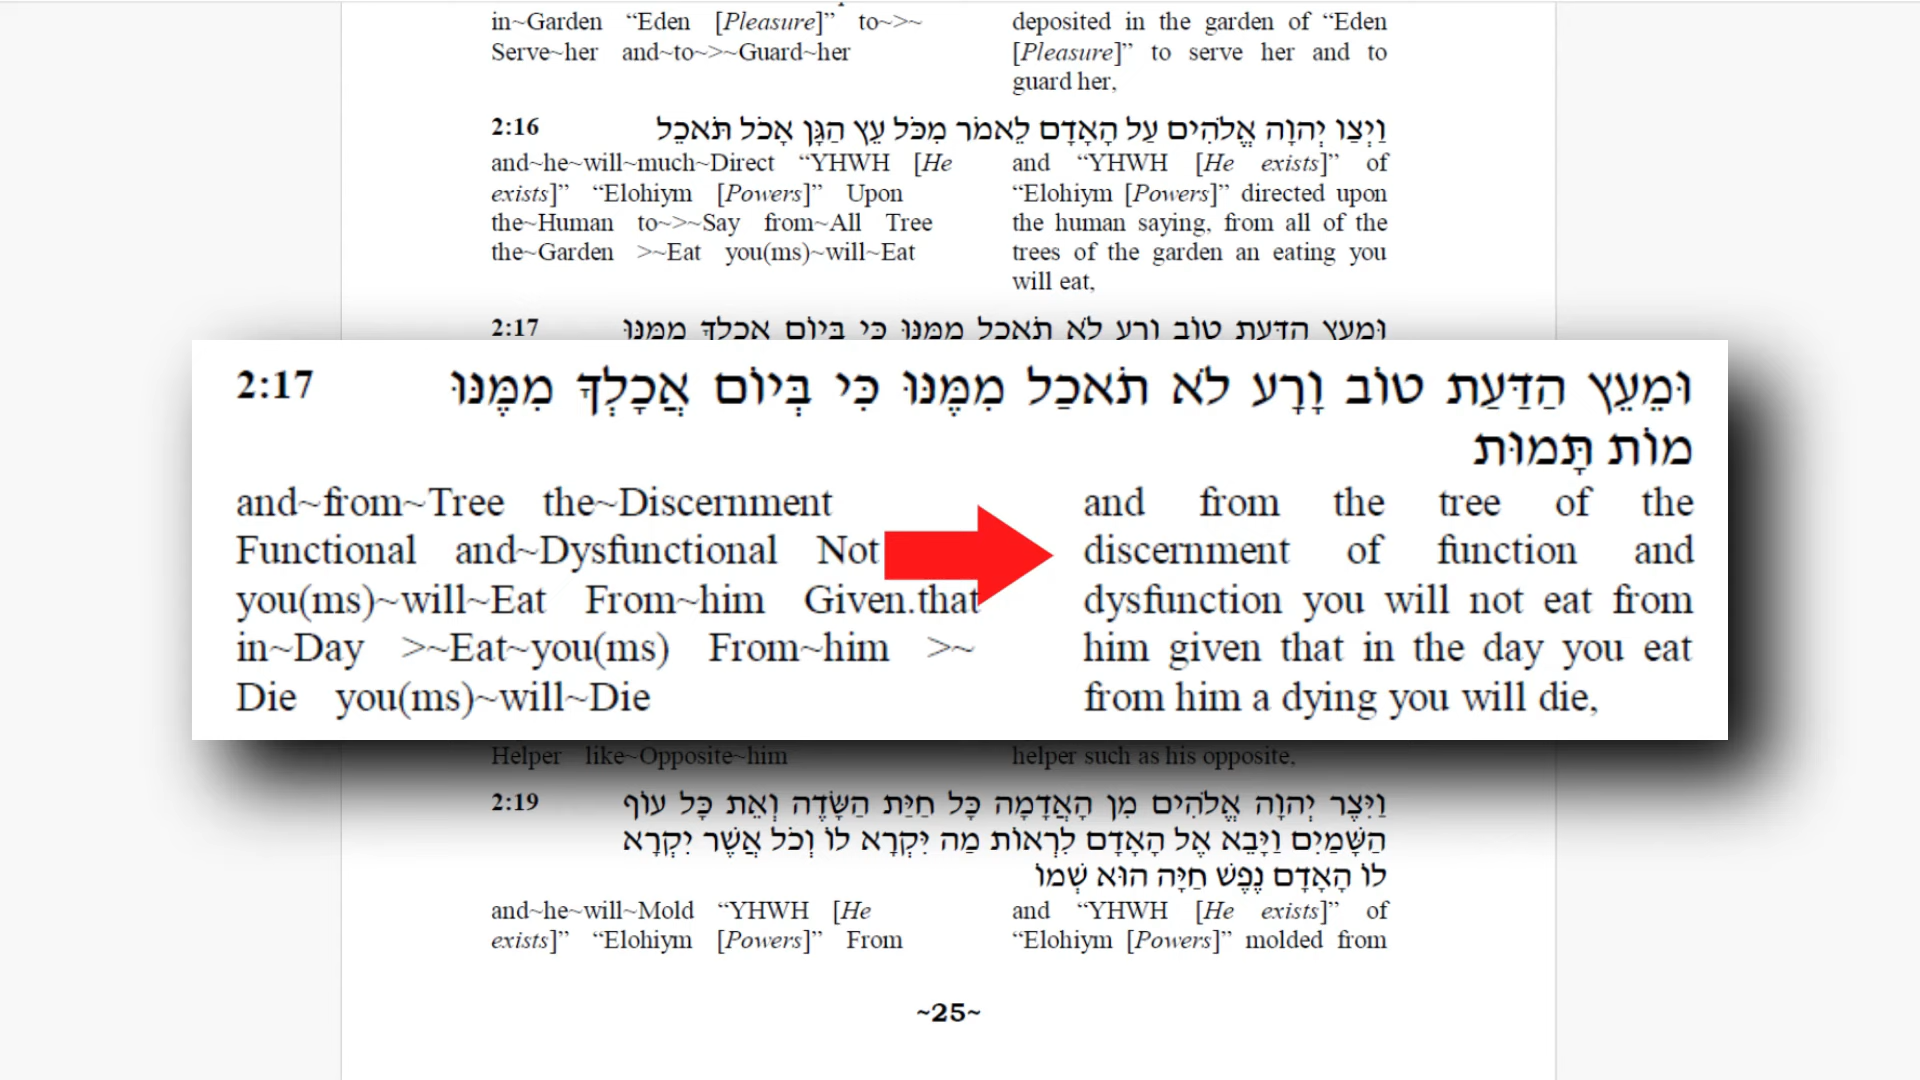 in~Garden “Eden [Pleasure]” to~>~
Serve~her and~to~>~Guard~her
deposited in the garden of “Eden
[Pleasure]” to serve her and to
guard her,
2:16 וַיְצַו יְהוָה אֱלֹהִים עַל הָאָדָם לֵאמֹר מִכֹּל עֵץ הַגָּן אָכֹל תֹּאכֵל
and~he~will~much~Direct “YHWH [He
exists]” “Elohiym [Powers]” Upon
the~Human to~>~Say from~All Tree
the~Garden >~Eat you(ms)~will~Eat
and “YHWH [He exists]” of
“Elohiym [Powers]” directed upon
the human saying, from all of the
trees of the garden an eating you
will eat,
2:17 וּמֵעֵץ הַדַּעַת טוֹב וָרָע לֹא תֹאכַל מִמֶּנּוּ כִּי בְּיוֹם אֲכָלְךָ מִמֶּנּוּ
2:17 וּמֵעֵץ הַדַּעַת טוֹב וָרָע לֹא תֹאכַל מִמֶּנּוּ כִּי בְּיוֹם אֲכָלְךָ מִמֶּנּוּ
מוֹת תָּמוּת
and~from~Tree the~Discernment
Functional and~Dysfunctional Not
you(ms)~will~Eat From~him Given.that
in~Day >~Eat~you(ms) From~him >~
Die you(ms)~will~Die
and from the tree of the
discernment of function and
dysfunction you will not eat from
him given that in the day you eat
from him a dying you will die,
Helper like~Opposite~him
helper such as his opposite,
2:19 וַיִּצֶר יְהוָה אֱלֹהִים מִן הָאֲדָמָה כָּל חַיַּת הַשָּׂדֶה וְאֵת כָּל עוֹף
הַשָּׁמַיִם וַיָּבֵא אֶל הָאָדָם לִרְאוֹת מַה יִּקְרָא לוֹ וְכֹל אֲשֶׁר יִקְרָא
לוֹ הָאָדָם נֶפֶשׁ חַיָּה הוּא שְׁמוֹ
and~he~will~Mold “YHWH [He
exists]” “Elohiym [Powers]” From
and “YHWH [He exists]” of
“Elohiym [Powers]” molded from
~25~